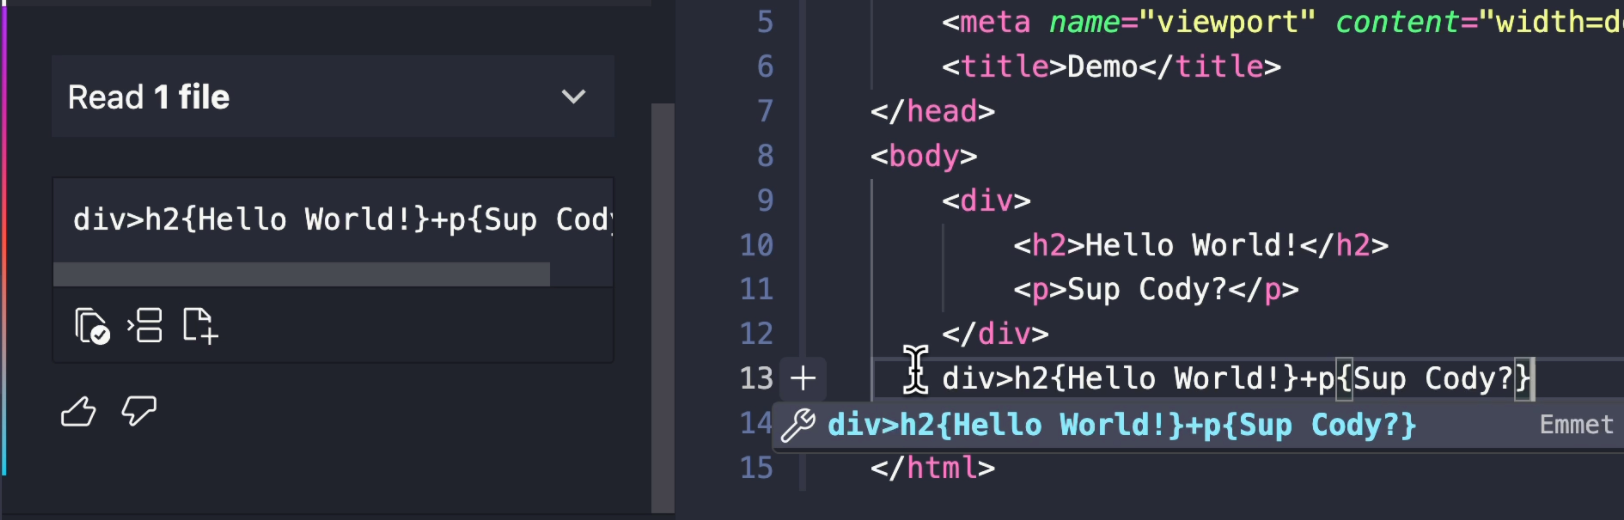 Read 1 file
div>h2{Hello World!}+p{Sup Cody
5 <meta name="viewport" content="width=d
6 <title>Demo</title>
7 </head>
8 <body>
9 <div>
10 <h2>Hello World!</h2>
11 <p>Sup Cody?</p>
12 </div>
13 div>h2{Hello World!}+p{Sup Cody?}
14 div>h2{Hello World!}+p{Sup Cody?} Emmet
15 </html>